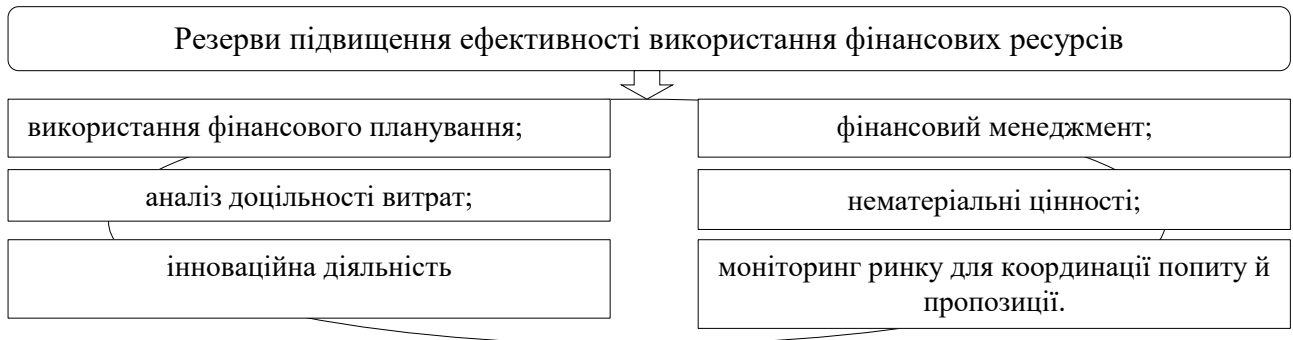 Резерви підвищення ефективності використання фінансових ресурсів
використання фінансового планування;
фінансовий менеджмент;
аналіз доцільності витрат;
нематеріальні цінності;
інноваційна діяльність
моніторинг ринку для координації попиту й
пропозиції.